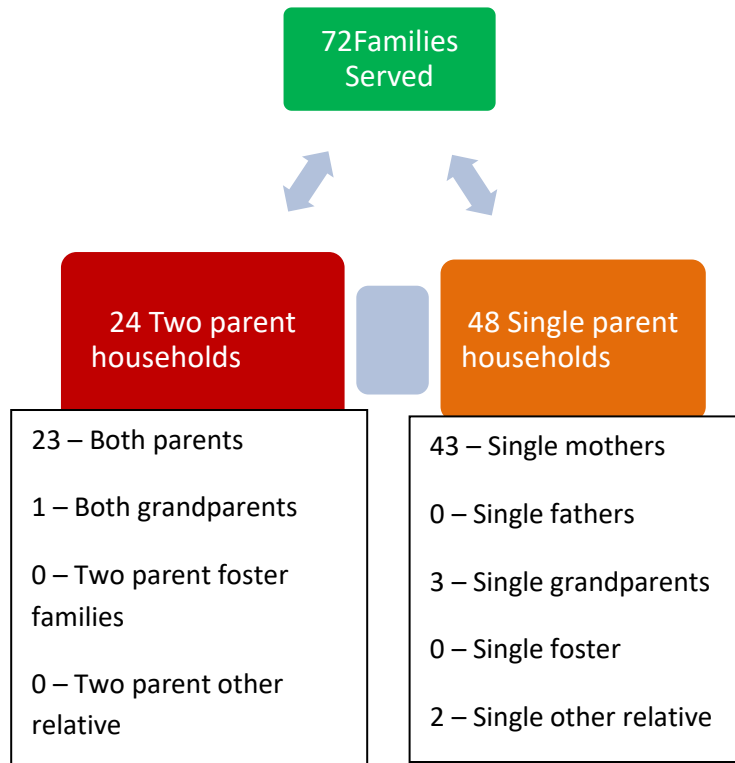 72Families
Served
24 Two parent
households
48 Single parent
households
23 – Both parents
1 – Both grandparents
0 – Two parent foster
families
0 – Two parent other
relative
43 – Single mothers
0 – Single fathers
3 – Single grandparents
0 – Single foster
2 – Single other relative